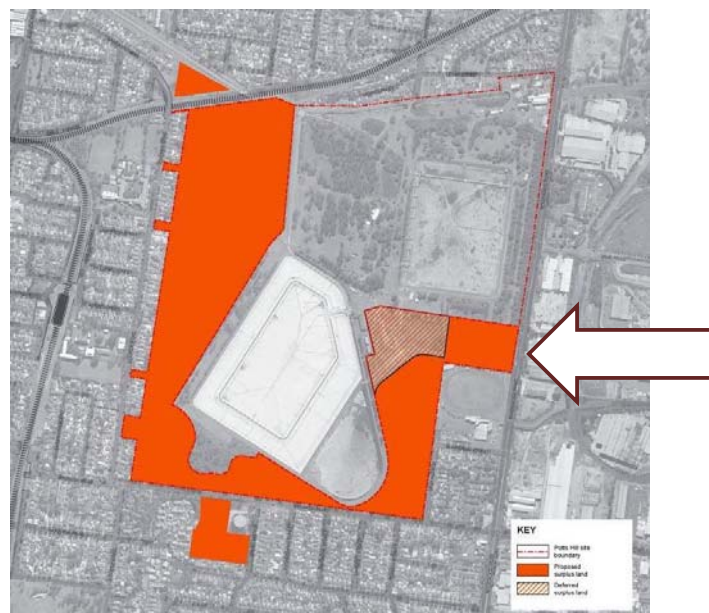 KEY
Potts Hill site
boundary
Proposed
surplus land
Deferred
surplus land